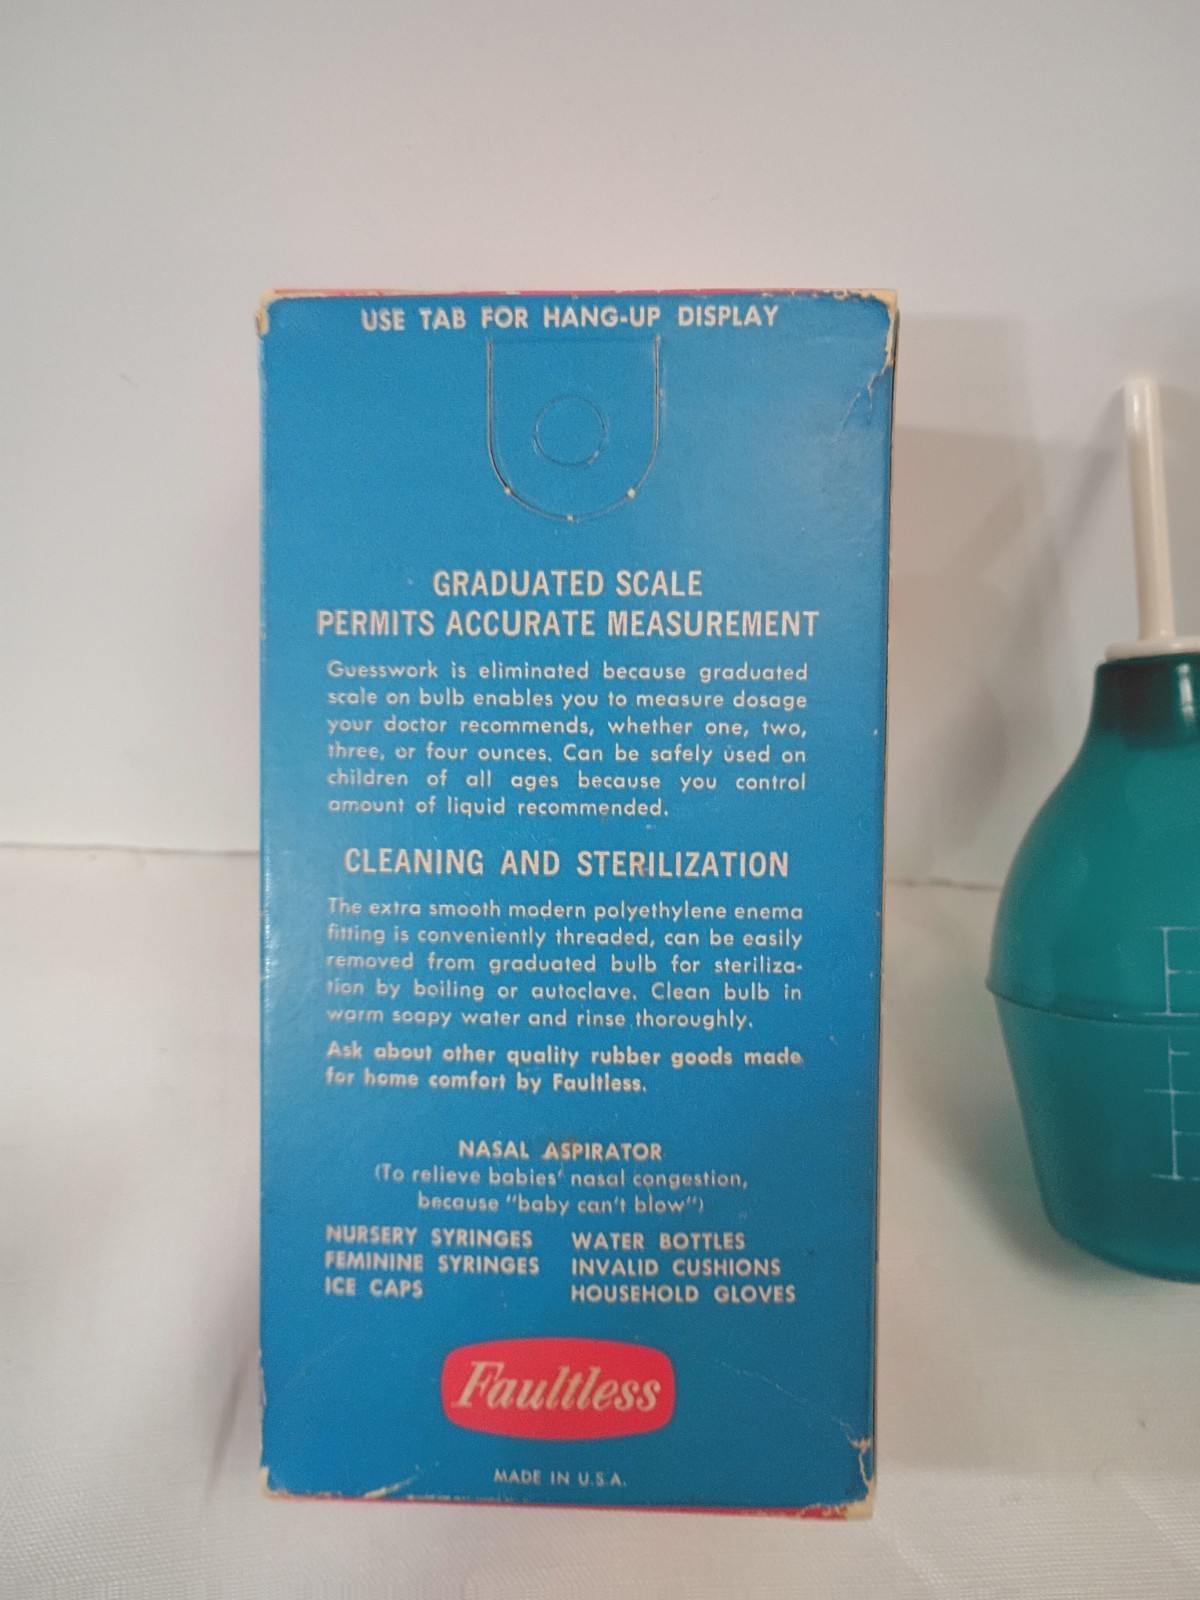 USE TAB FOR HANG-UP DISPLAY
GRADUATED SCALE
PERMITS ACCURATE MEASUREMENT
Guesswork is eliminated because graduated
scale on bulb enables you to measure dosage
your doctor recommends, whether one, two,
three, or four ounces. Can be safely used on
children of all ages because you control
amount of liquid recommended.
CLEANING AND STERILIZATION
The extra smooth modern polyethylene enema
fitting is conveniently threaded, can be easily
removed from graduated bulb for steriliza-
tion by boiling or autoclave. Clean bulb in
warm soapy water and rinse thoroughly.
Ask about other quality rubber goods made
for home comfort by Faultless.
NASAL ASPIRATOR
(To relieve babies' nasal congestion,
because "baby can't blow")
NURSERY SYRINGES WATER BOTTLES
FEMININE SYRINGES INVALID CUSHIONS
ICE CAPS HOUSEHOLD GLOVES
Faultless
MADE IN U.S.A.